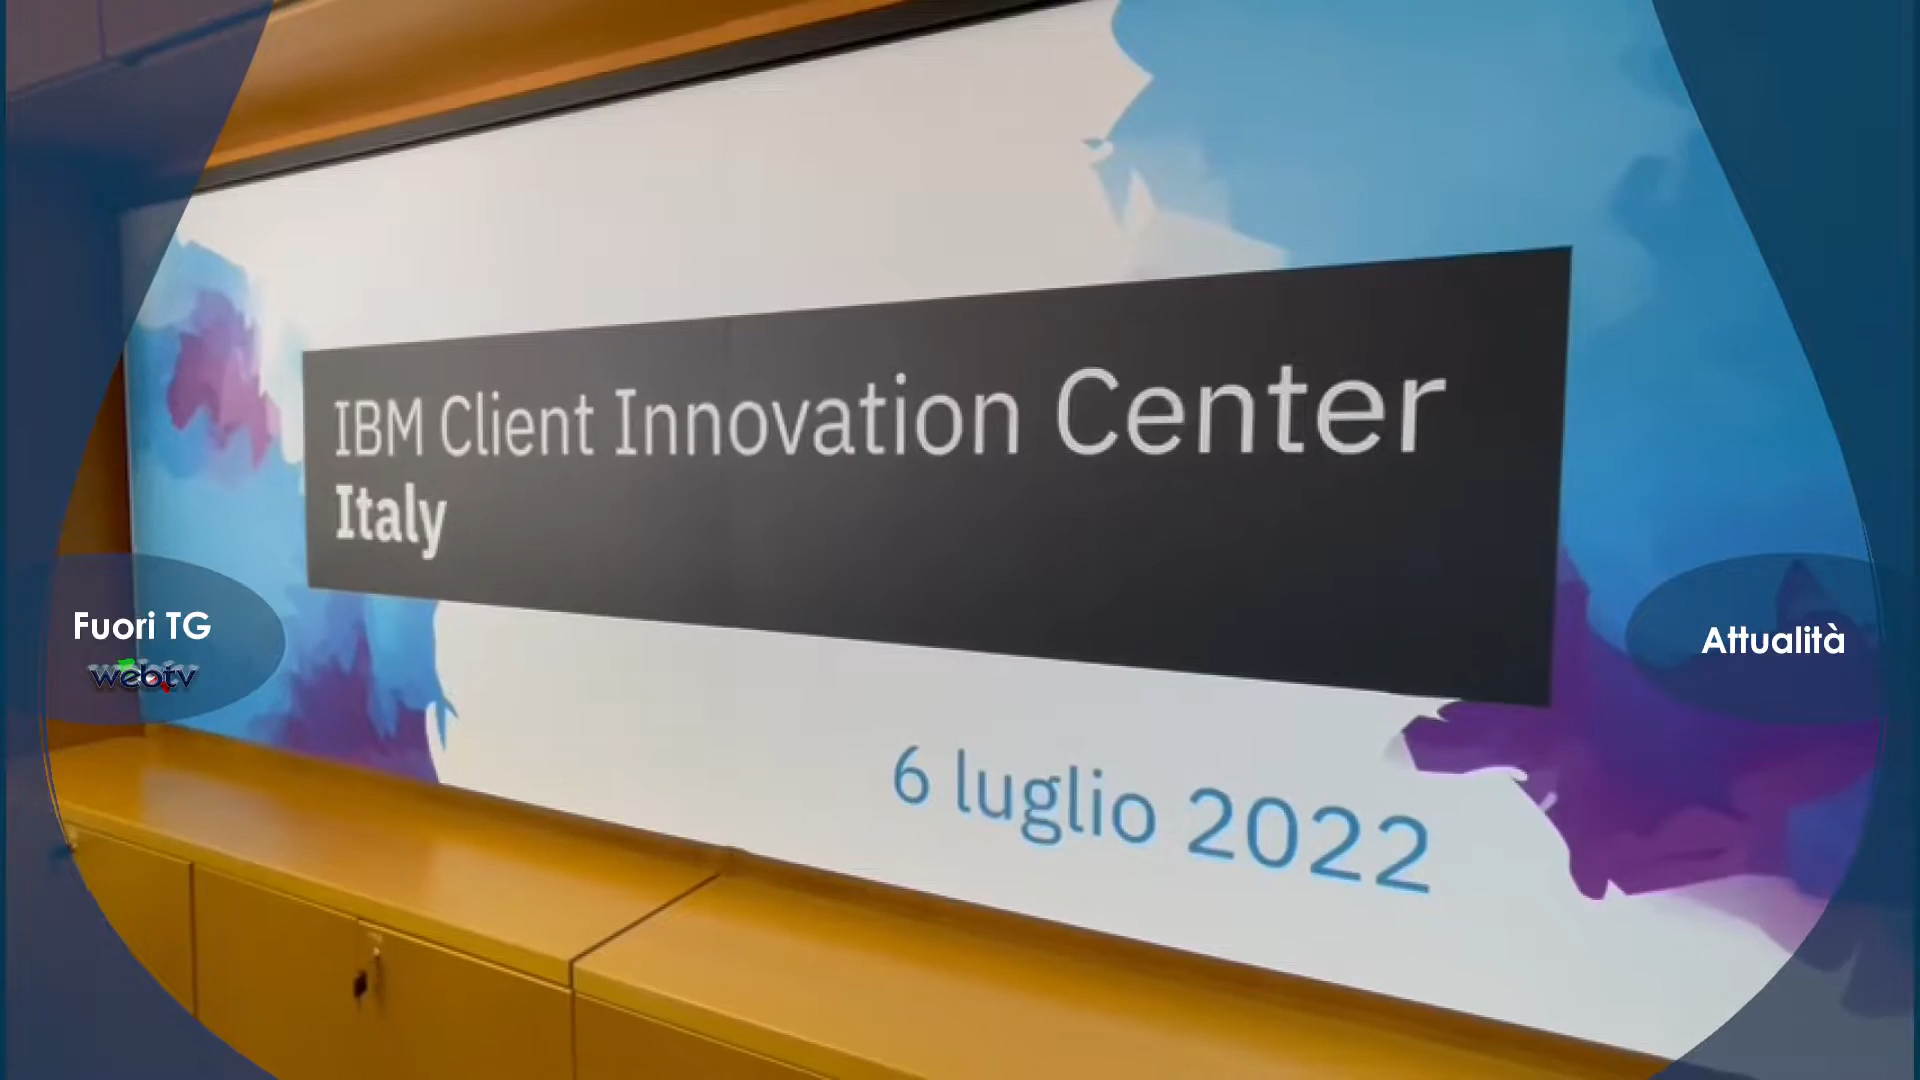 IBM Client Innovation Center
Italy
6 luglio 2022
Fuori TG
webtv
Attualità